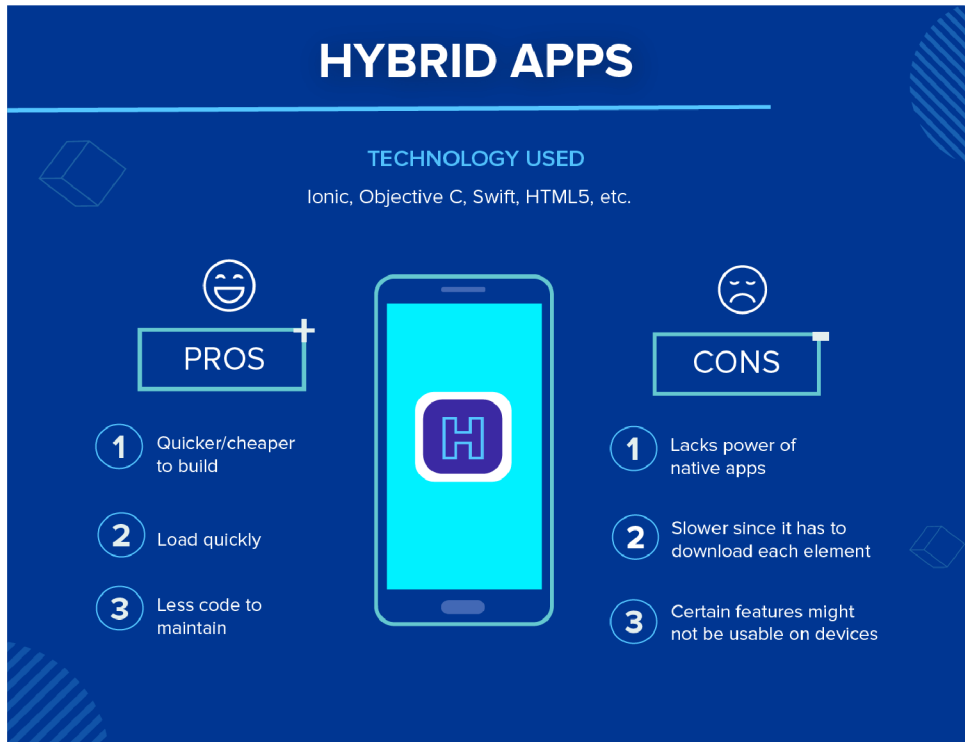 HYBRID APPS
TECHNOLOGY USED
Ionic, Objective C, Swift, HTML5, etc.
PROS
1
Quicker/cheaper
to build
2
Load quickly
3
Less code to
maintain
H
CONS
1
Lacks power of
native apps
2
Slower since it has to
download each element
3
Certain features might
not be usable on devices